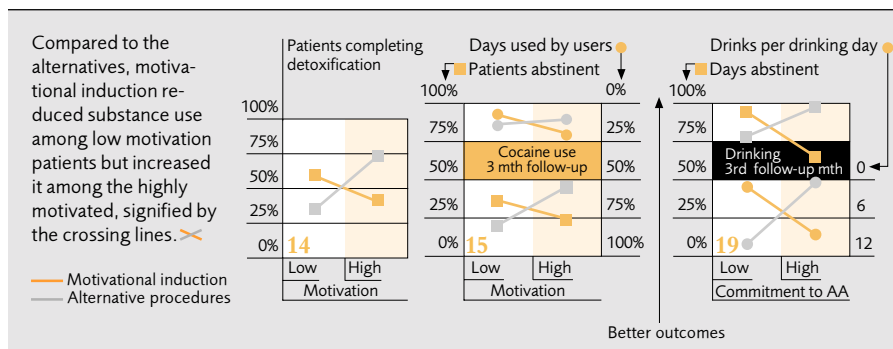 Compared to the
alternatives, motiva-
tional induction re-
duced substance use
among low motivation
patients but increased
it among the highly
motivated, signified by
the crossing lines.
Motivational induction
Alternative procedures
Patients completing
detoxification
100%
75%
50%
25%
0%
14
Low
High
Motivation
Days used by users
Patients abstinent
100%
75%
50%
25%
0%
0%
25%
50%
75%
100%
Cocaine use
3 mth follow-up
15
Low
High
Motivation
Better outcomes
Drinks per drinking day
Days abstinent
100%
75%
50%
25%
0%
0
6
12
Drinking
3rd follow-up mth
19
Low
High
Commitment to AA